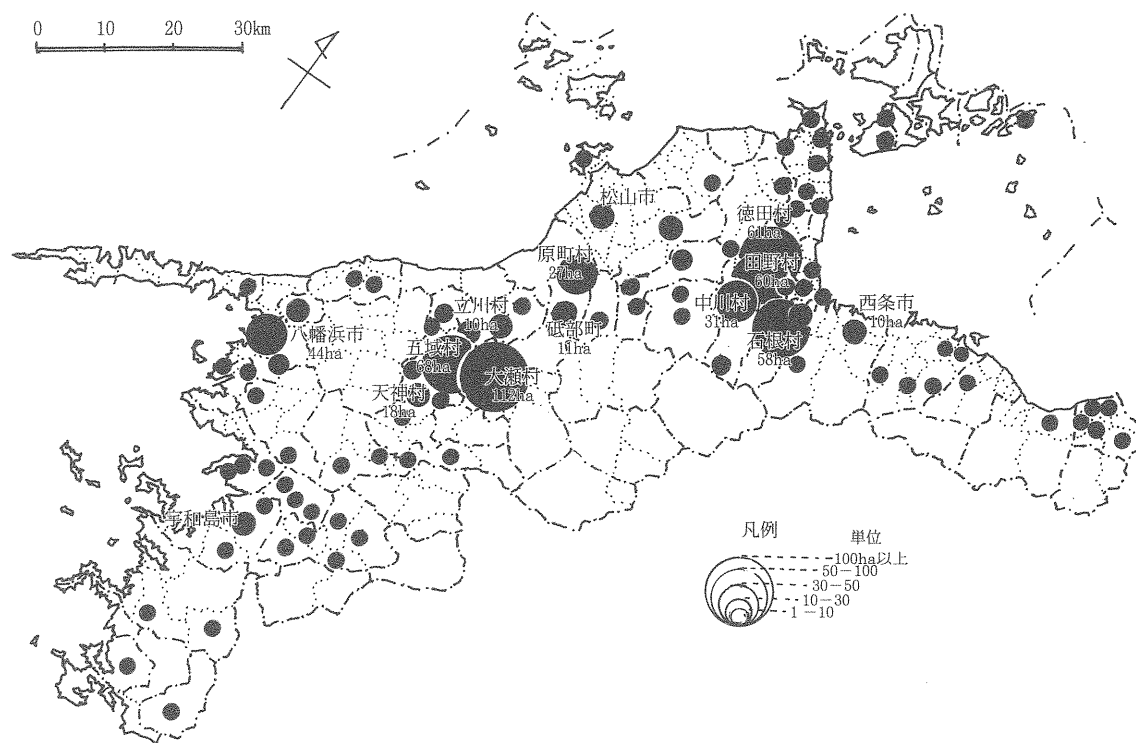 0 10 20 30km
松山市
徳田村
61ha
原町村
27ha
田野村
60ha
中川村
31ha
西条市
10ha
石根村
58ha
立川村
10ha
砥部町
11ha
八幡浜市
44ha
五城村
68ha
大瀬村
112ha
天神村
18ha
宇和島市
凡例
単位
100ha以上
50－100
30－50
10－30
1－10